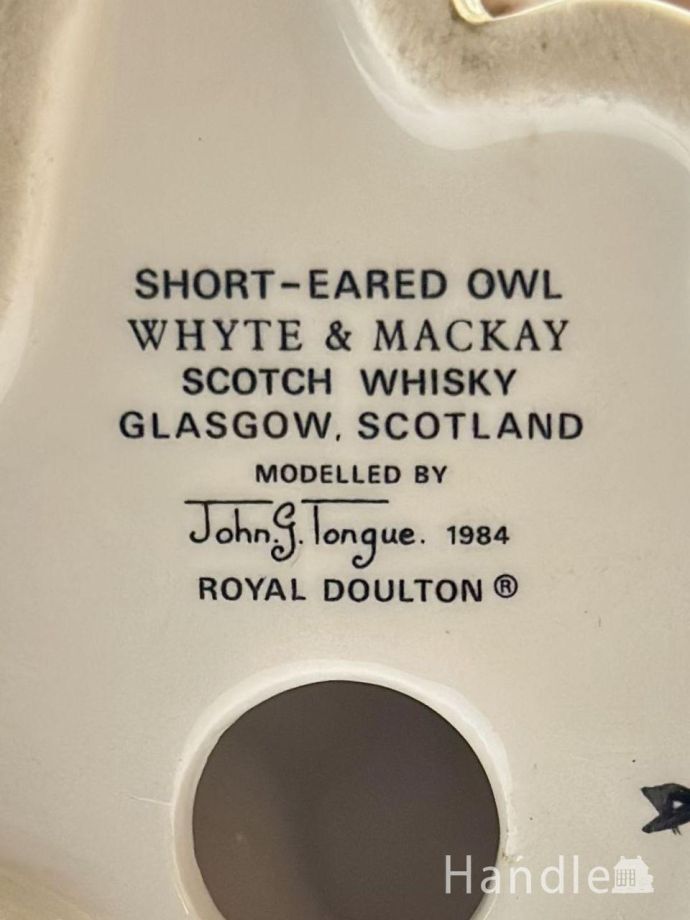 SHORT-EARED OWL
WHYTE & MACKAY
SCOTCH WHISKY
GLASGOW, SCOTLAND
MODELLED BY
John.G.Tongue. 1984
ROYAL DOULTON ®
Handle